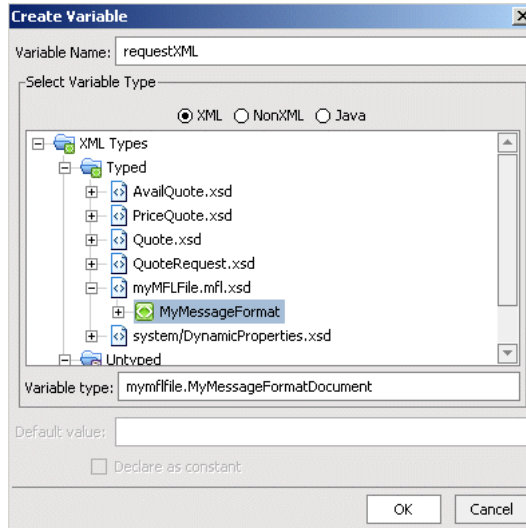 Create Variable
Variable Name: requestXML
Select Variable Type
XML NonXML Java
XML Types
Typed
AvailQuote.xsd
PriceQuote.xsd
Quote.xsd
QuoteRequest.xsd
myMFLFile.mfl.xsd
MyMessageFormat
system/DynamicProperties.xsd
Untyped
Variable type: mymflfile.MyMessageFormatDocument
Default value:
Declare as constant
OK Cancel